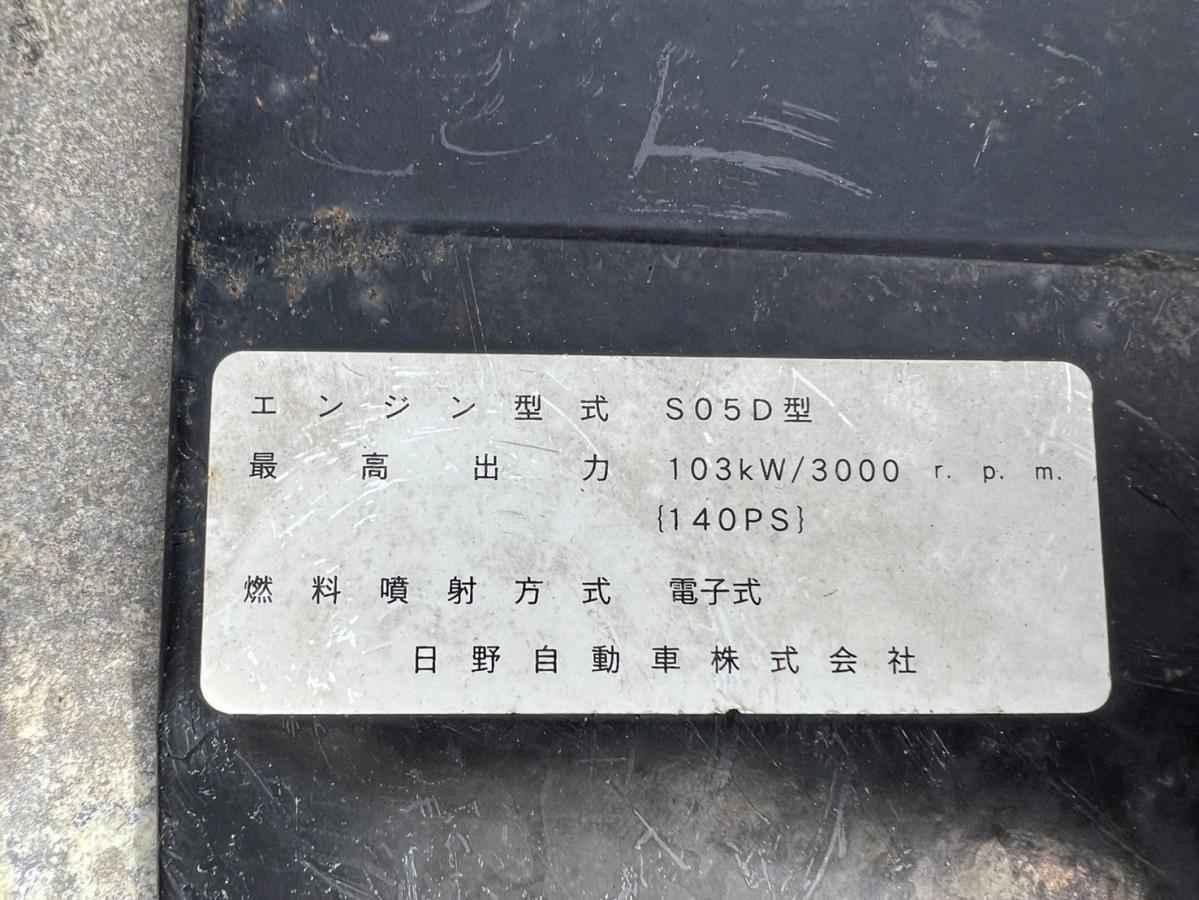 エンジン型式 S05D型
最高出力 103kW/3000 r.p.m.
{140PS}
燃料噴射方式 電子式
日野自動車株式会社